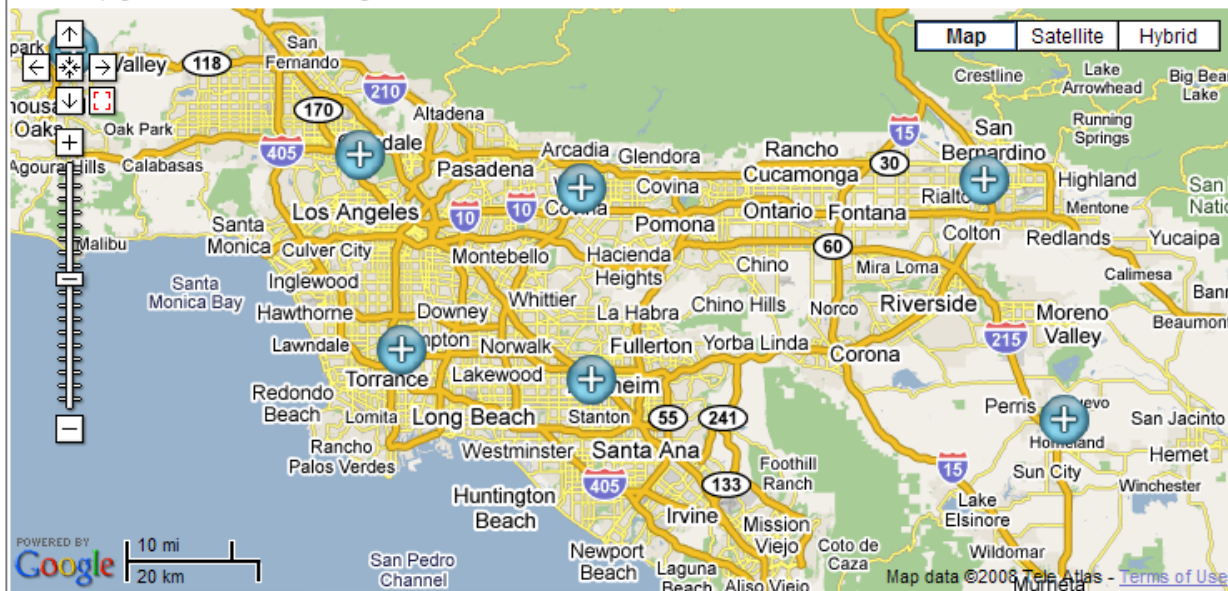 Map
Satellite
Hybrid
park
Valley
118
San
Fernando
Crestline
Lake
Arrowhead
Big Bear
Lake
170
210
Altadena
Running
Springs
Oaks
Oak Park
405
Arcadia
Glendora
Rancho
Cucamonga
15
30
San
Bernardino
Agoura Hills
Calabasas
Pasadena
Covina
Rialto
Highland
Mentone
San
Los Angeles
10
10
Covina
Pomona
Ontario
Fontana
Santa
Monica
Malibu
Culver City
Montebello
Hacienda
Heights
60
Colton
Redlands
Yucaipa
Chino
Mira Loma
Calimesa
Santa
Monica Bay
Inglewood
Whittier
Chino Hills
Norco
Riverside
Moreno
Valley
Hawthorne
Downey
La Habra
Beaumont
Lawndale
Norwalk
Fullerton
Yorba Linda
Corona
215
Torrance
Lakewood
Redondo
Beach
Lomita
Long Beach
Stanton
55
241
Perris
San Jacinto
Homeland
Hemet
Rancho
Palos Verdes
Westminster
Santa Ana
Foothill
Ranch
15
Sun City
Winchester
405
133
Huntington
Beach
Irvine
Mission
Viejo
Lake
Elsinore
POWERED BY
Google
10 mi
20 km
San Pedro
Channel
Newport
Beach
Laguna
Beach
Aliso Viejo
Coto de
Caza
Wildomar
Murrieta
Map data ©2008 Tele Atlas - Terms of Use